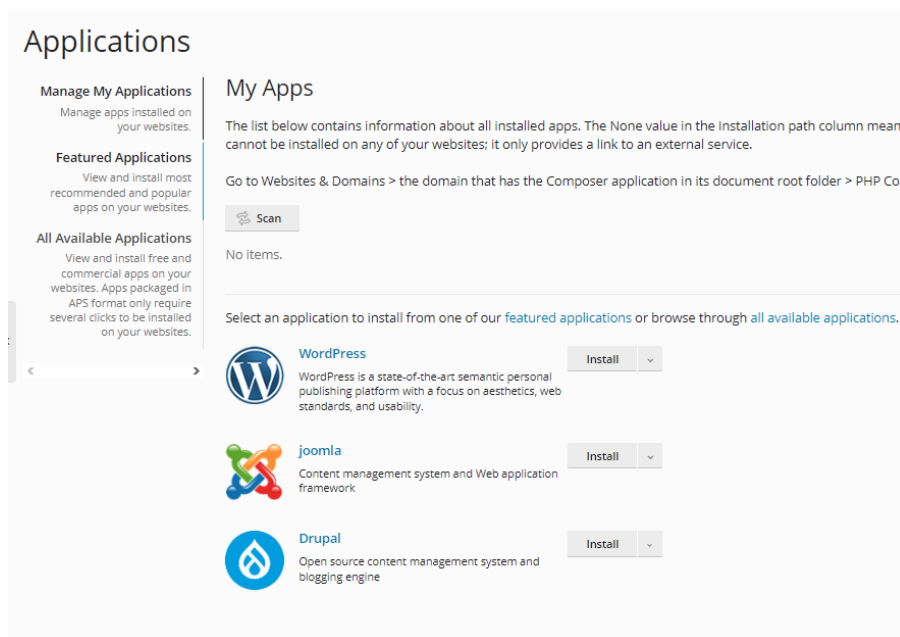 Applications
Manage My Applications
Manage apps installed on
your websites.
Featured Applications
View and install most
recommended and popular
apps on your websites.
All Available Applications
View and install free and
commercial apps on your
websites. Apps packaged in
APS format only require
several clicks to be installed
on your websites.
My Apps
The list below contains information about all installed apps. The None value in the Installation path column mean
cannot be installed on any of your websites; it only provides a link to an external service.
Go to Websites & Domains > the domain that has the Composer application in its document root folder > PHP Co
Scan
No items.
Select an application to install from one of our featured applications or browse through all available applications.
WordPress
Install
WordPress is a state-of-the-art semantic personal
publishing platform with a focus on aesthetics, web
standards, and usability.
joomla
Install
Content management system and Web application
framework
Drupal
Install
Open source content management system and
blogging engine